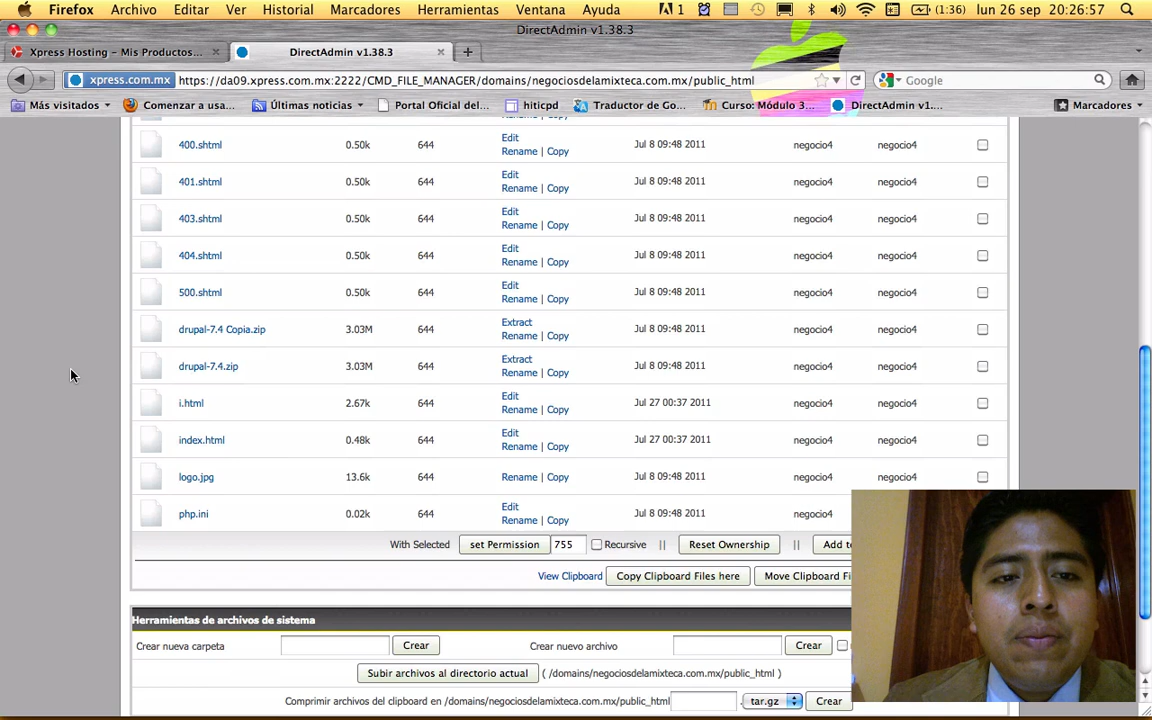 Firefox Archivo Editar Ver Historial Marcadores Herramientas Ventana Ayuda 1 (1:36) lun 26 sep 20:26:57
DirectAdmin v1.38.3
Xpress Hosting - Mis Productos... DirectAdmin v1.38.3
xpress.com.mx https://da09.xpress.com.mx:2222/CMD_FILE_MANAGER/domains/negociosdelamixteca.com.mx/public_html Google
Más visitados Comenzar a usa... Últimas noticias Portal Oficial del... hiticpd Traductor de Go... Curso: Módulo 3... DirectAdmin v1.... Marcadores
400.shtml 0.50k 644 Edit Rename | Copy Jul 8 09:48 2011 negocio4 negocio4
401.shtml 0.50k 644 Edit Rename | Copy Jul 8 09:48 2011 negocio4 negocio4
403.shtml 0.50k 644 Edit Rename | Copy Jul 8 09:48 2011 negocio4 negocio4
404.shtml 0.50k 644 Edit Rename | Copy Jul 8 09:48 2011 negocio4 negocio4
500.shtml 0.50k 644 Edit Rename | Copy Jul 8 09:48 2011 negocio4 negocio4
drupal-7.4 Copia.zip 3.03M 644 Extract Rename | Copy Jul 8 09:48 2011 negocio4 negocio4
drupal-7.4.zip 3.03M 644 Extract Rename | Copy Jul 8 09:48 2011 negocio4 negocio4
i.html 2.67k 644 Edit Rename | Copy Jul 27 00:37 2011 negocio4 negocio4
index.html 0.48k 644 Edit Rename | Copy Jul 27 00:37 2011 negocio4 negocio4
logo.jpg 13.6k 644 Rename | Copy Jul 8 09:48 2011 negocio4 negocio4
php.ini 0.02k 644 Edit Rename | Copy Jul 8 09:48 2011 negocio4
With Selected set Permission 755 Recursive || Reset Ownership || Add to
View Clipboard Copy Clipboard Files here Move Clipboard Fi
Herramientas de archivos de sistema
Crear nueva carpeta Crear Crear nuevo archivo Crear
Subir archivos al directorio actual ( /domains/negociosdelamixteca.com.mx/public_html )
Comprimir archivos del clipboard en /domains/negociosdelamixteca.com.mx/public_html .tar.gz Crear